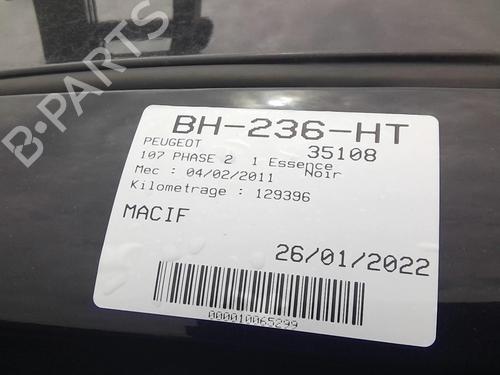 B-PARTS
BH-236-HT
PEUGEOT 35108
107 PHASE 2 1 Essence
Noir
Mec : 04/02/2011
Kilometrage : 129396
MACIF
26/01/2022
000010065299